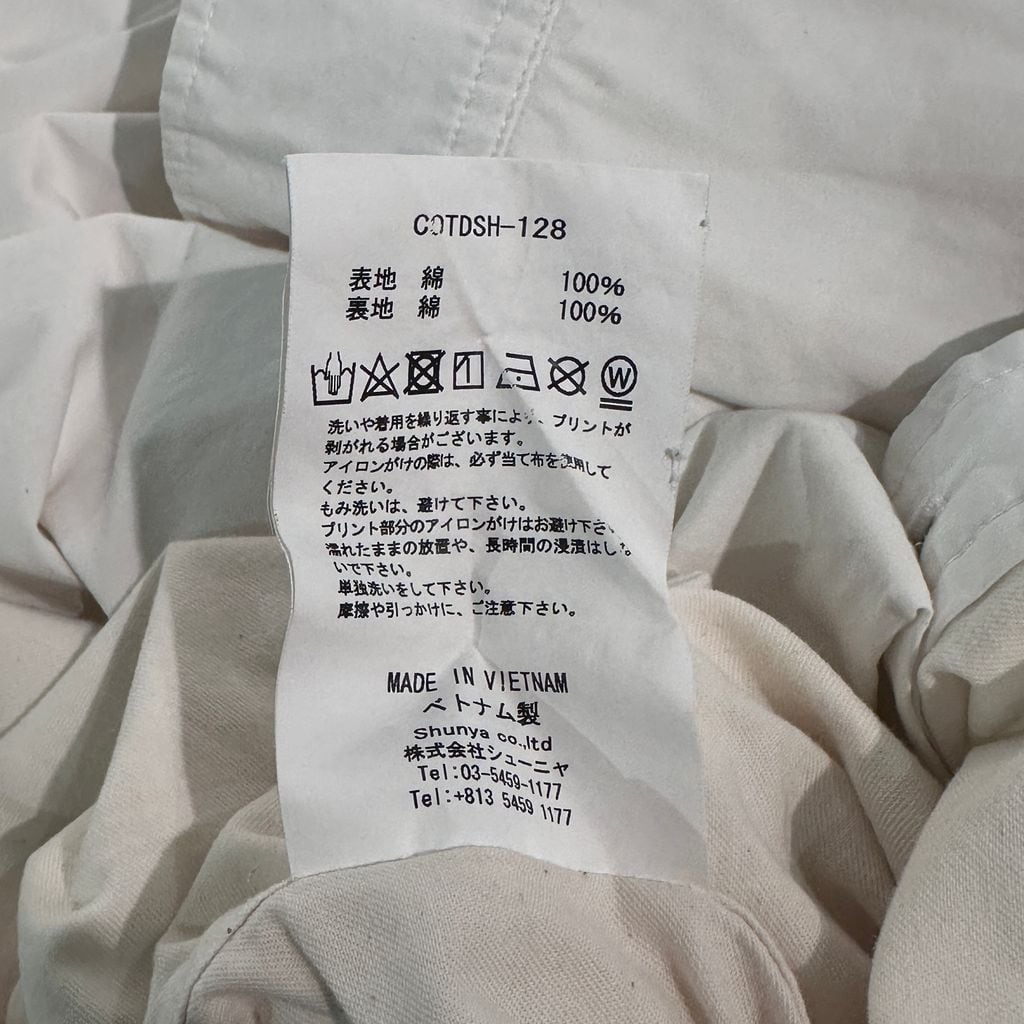 COTDSH-128
表地 綿 100%
裏地 綿 100%
W
洗いや着用を繰り返す事により、プリントが
剥がれる場合がございます。
アイロンがけの際は、必ず当て布を使用して
ください。
もみ洗いは、避けて下さい。
プリント部分のアイロンがけはお避け下さい。
濡れたままの放置や、長時間の浸漬はしな
いで下さい。
単独洗いをして下さい。
摩擦や引っかけに、ご注意下さい。
MADE IN VIETNAM
ベトナム製
Shunya co.,ltd
株式会社シューニャ
Tel:03-5459-1177
Tel:+813 5459 1177